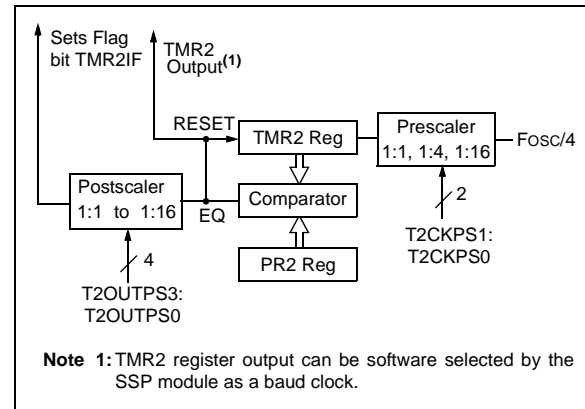 Sets Flag
bit TMR2IF
TMR2
Output(1)
RESET
TMR2 Reg
Prescaler
1:1, 1:4, 1:16
FOSC/4
Postscaler
1:1 to 1:16
EQ
Comparator
2
T2CKPS1:
T2CKPS0
PR2 Reg
4
T2OUTPS3:
T2OUTPS0
Note 1: TMR2 register output can be software selected by the
SSP module as a baud clock.